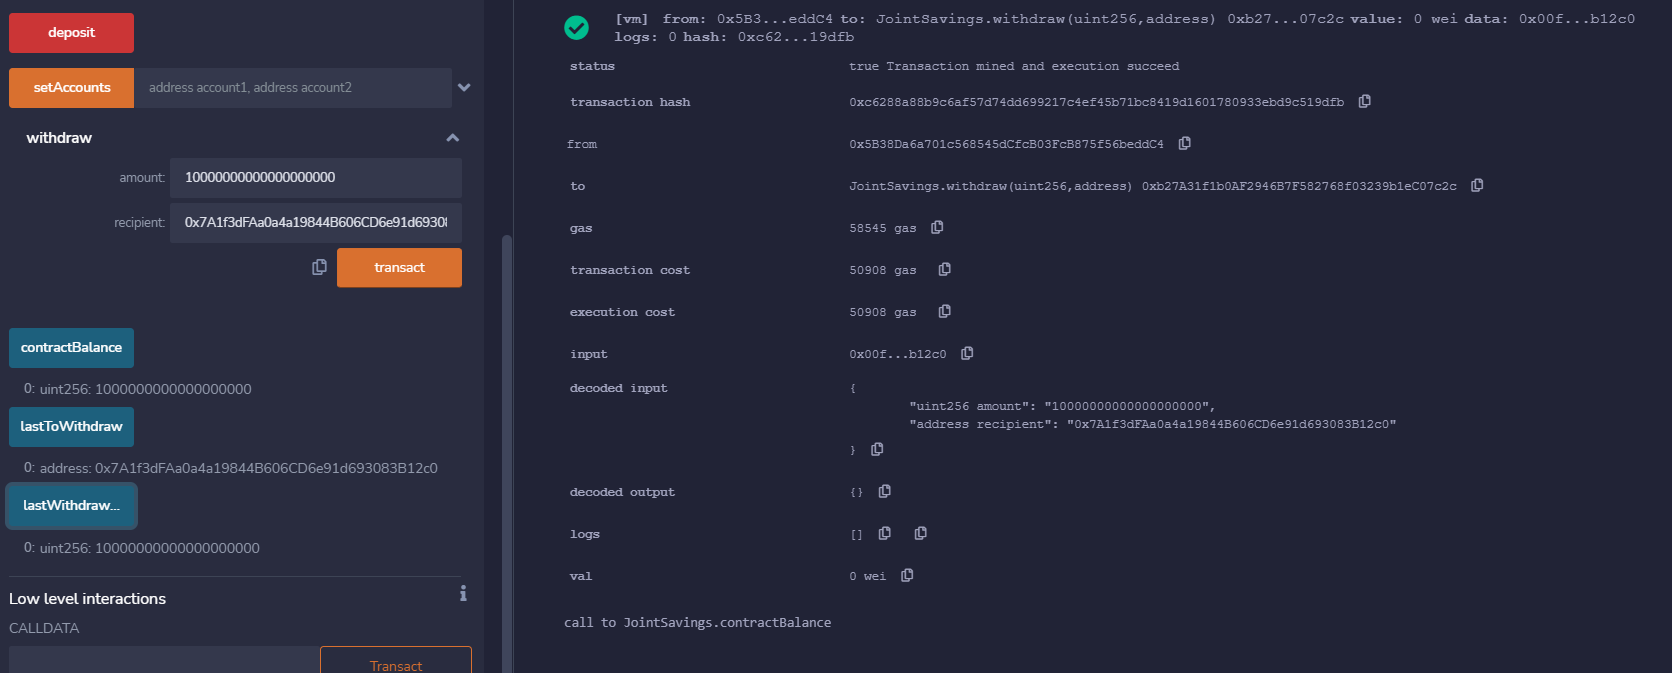 deposit
setAccounts address account1, address account2
withdraw
amount: 10000000000000000000
recipient: 0x7A1f3dFAa0a4a19844B606CD6e91d6930
transact
contractBalance
0: uint256: 1000000000000000000
lastToWithdraw
0: address: 0x7A1f3dFAa0a4a19844B606CD6e91d693083B12c0
lastWithdraw...
0: uint256: 10000000000000000000
Low level interactions
CALLDATA
Transact
[vm] from: 0x5B3...eddC4 to: JointSavings.withdraw(uint256,address) 0xb27...07c2c value: 0 wei data: 0x00f...b12c0
logs: 0 hash: 0xc62...19dfb
status true Transaction mined and execution succeed
transaction hash 0xc6288a88b9c6af57d74dd699217c4ef45b71bc8419d1601780933ebd9c519dfb
from 0x5B38Da6a701c568545dCfcB03FcB875f56beddC4
to JointSavings.withdraw(uint256,address) 0xb27A31f1b0AF2946B7F582768f03239b1eC07c2c
gas 58545 gas
transaction cost 50908 gas
execution cost 50908 gas
input 0x00f...b12c0
decoded input {
"uint256 amount": "10000000000000000000",
"address recipient": "0x7A1f3dFAa0a4a19844B606CD6e91d693083B12c0"
}
decoded output {}
logs []
val 0 wei
call to JointSavings.contractBalance